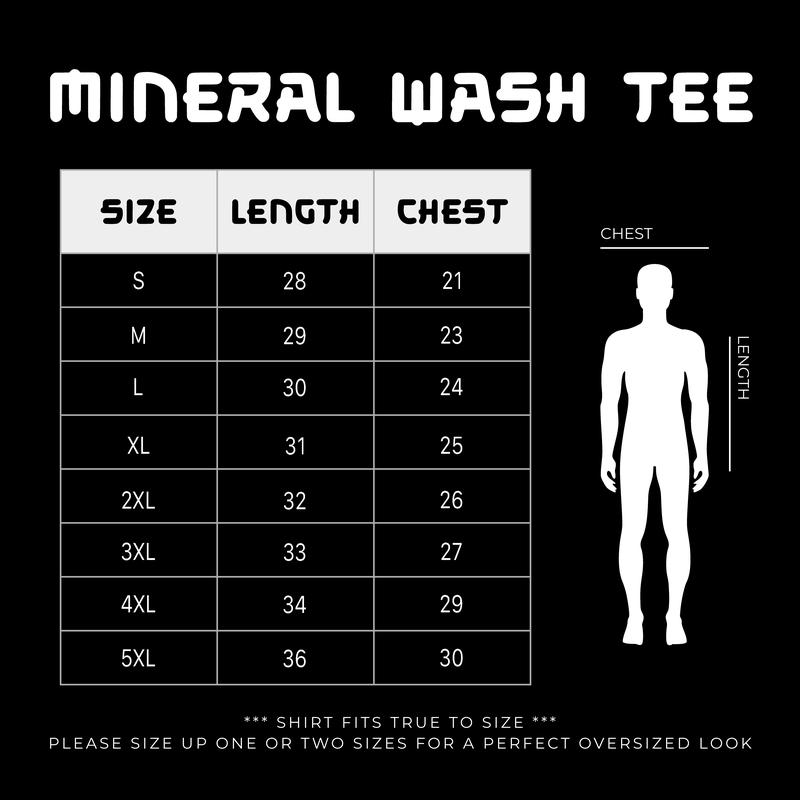 MINERAL WASH TEE
SIZE LENGTH CHEST
S 28 21
M 29 23
L 30 24
XL 31 25
2XL 32 26
3XL 33 27
4XL 34 29
5XL 36 30
CHEST
LENGTH
*** SHIRT FITS TRUE TO SIZE ***
PLEASE SIZE UP ONE OR TWO SIZES FOR A PERFECT OVERSIZED LOOK